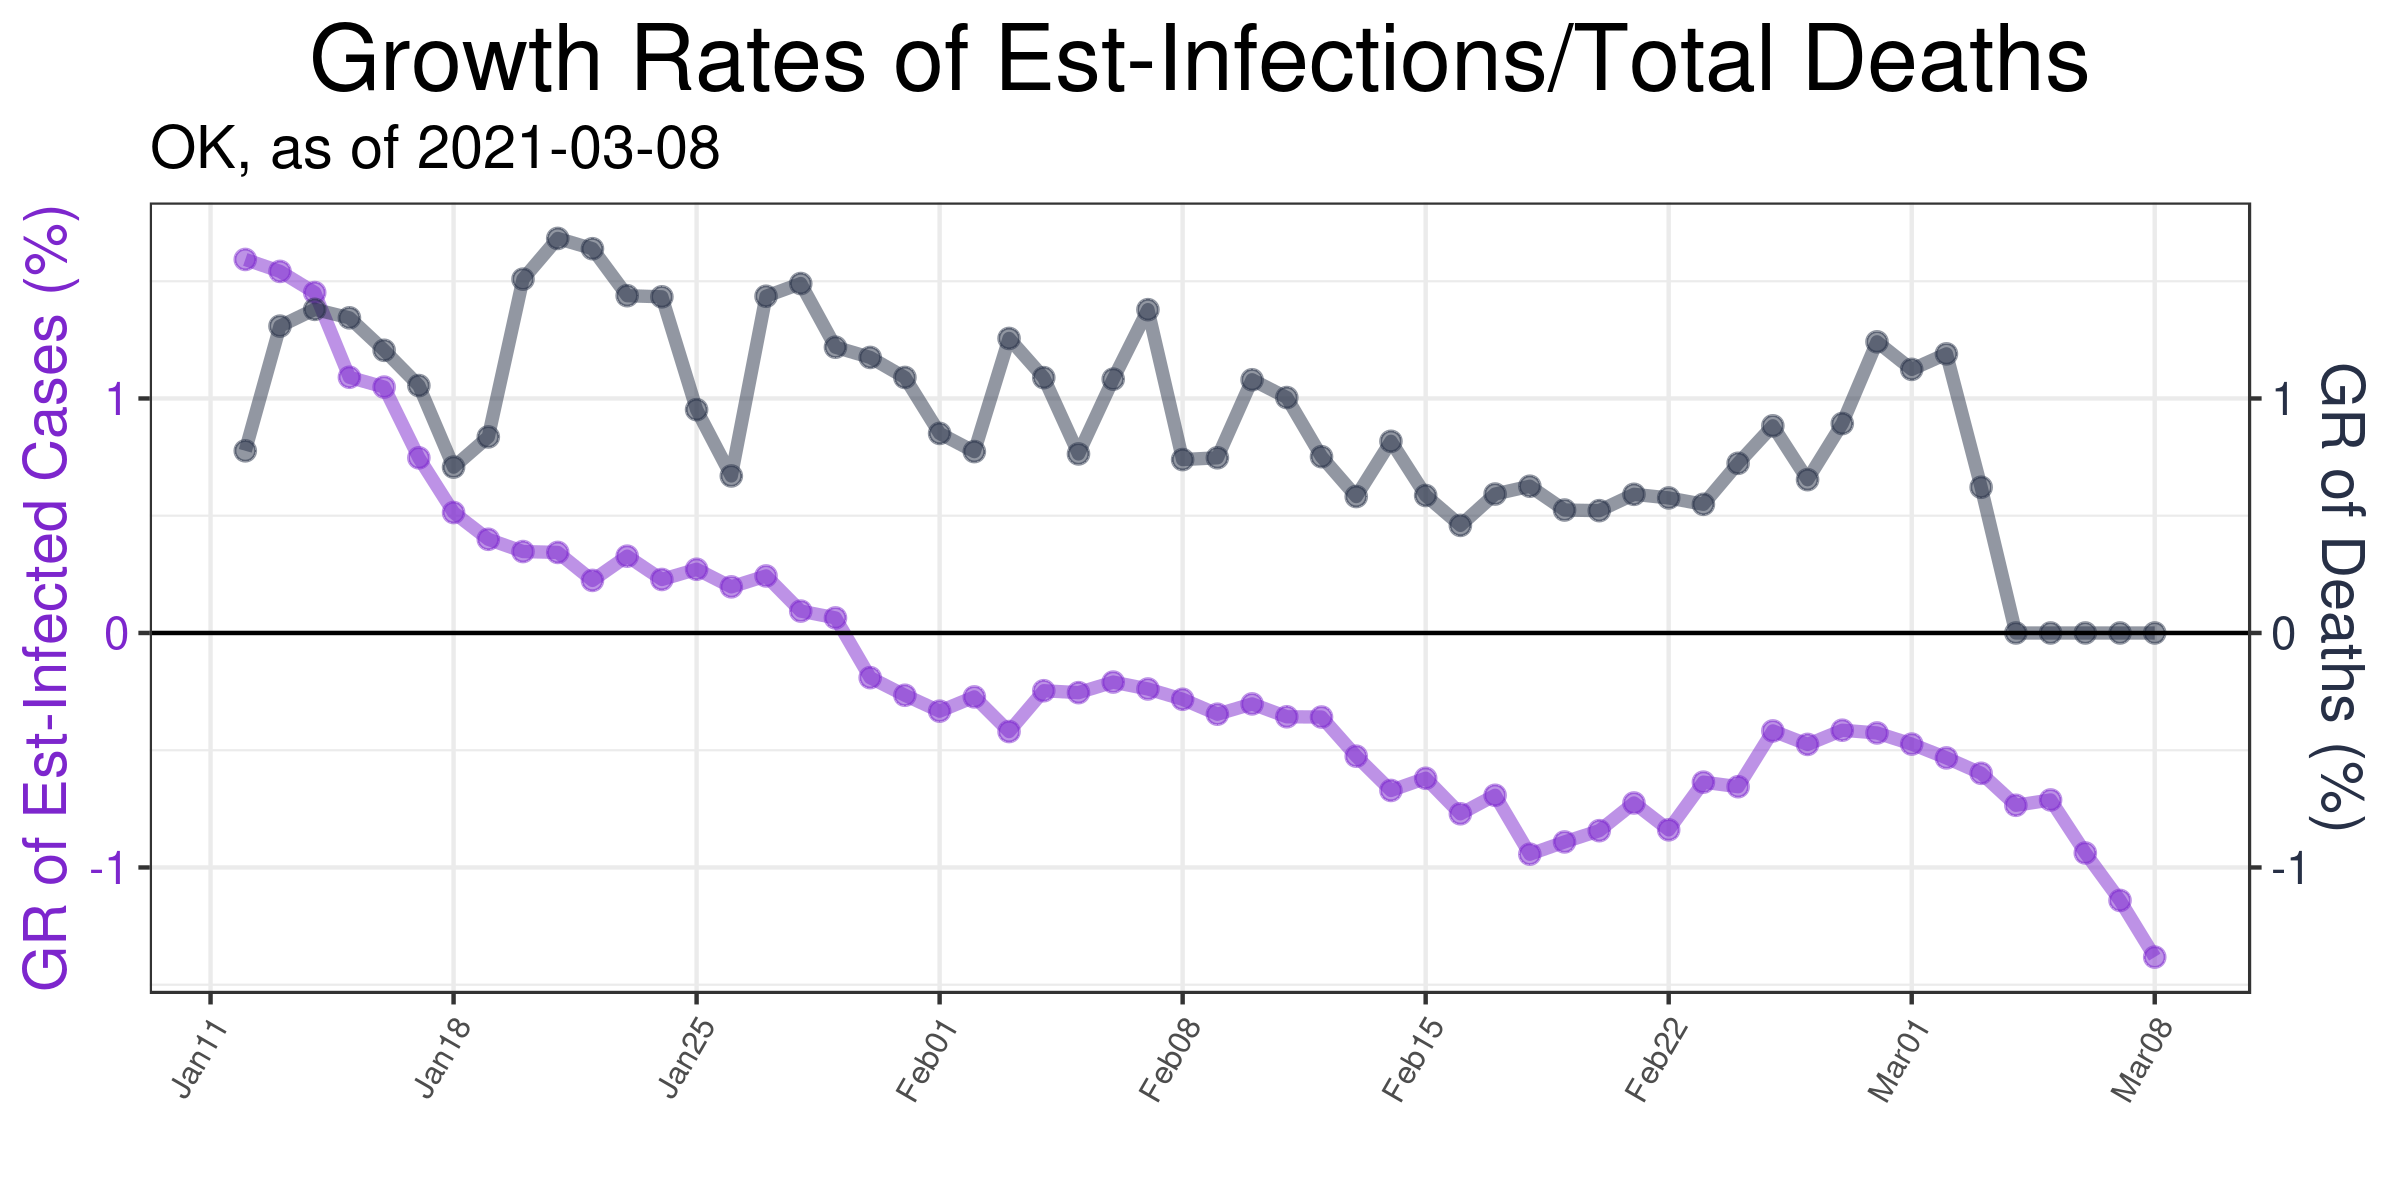 Growth Rates of Est-Infections/Total Deaths
OK, as of 2021-03-08
GR of Est-Infected Cases (%)
1
0
-1
1
0
-1
GR of Deaths (%)
Jan11
Jan18
Jan25
Feb01
Feb08
Feb15
Feb22
Mar01
Mar08